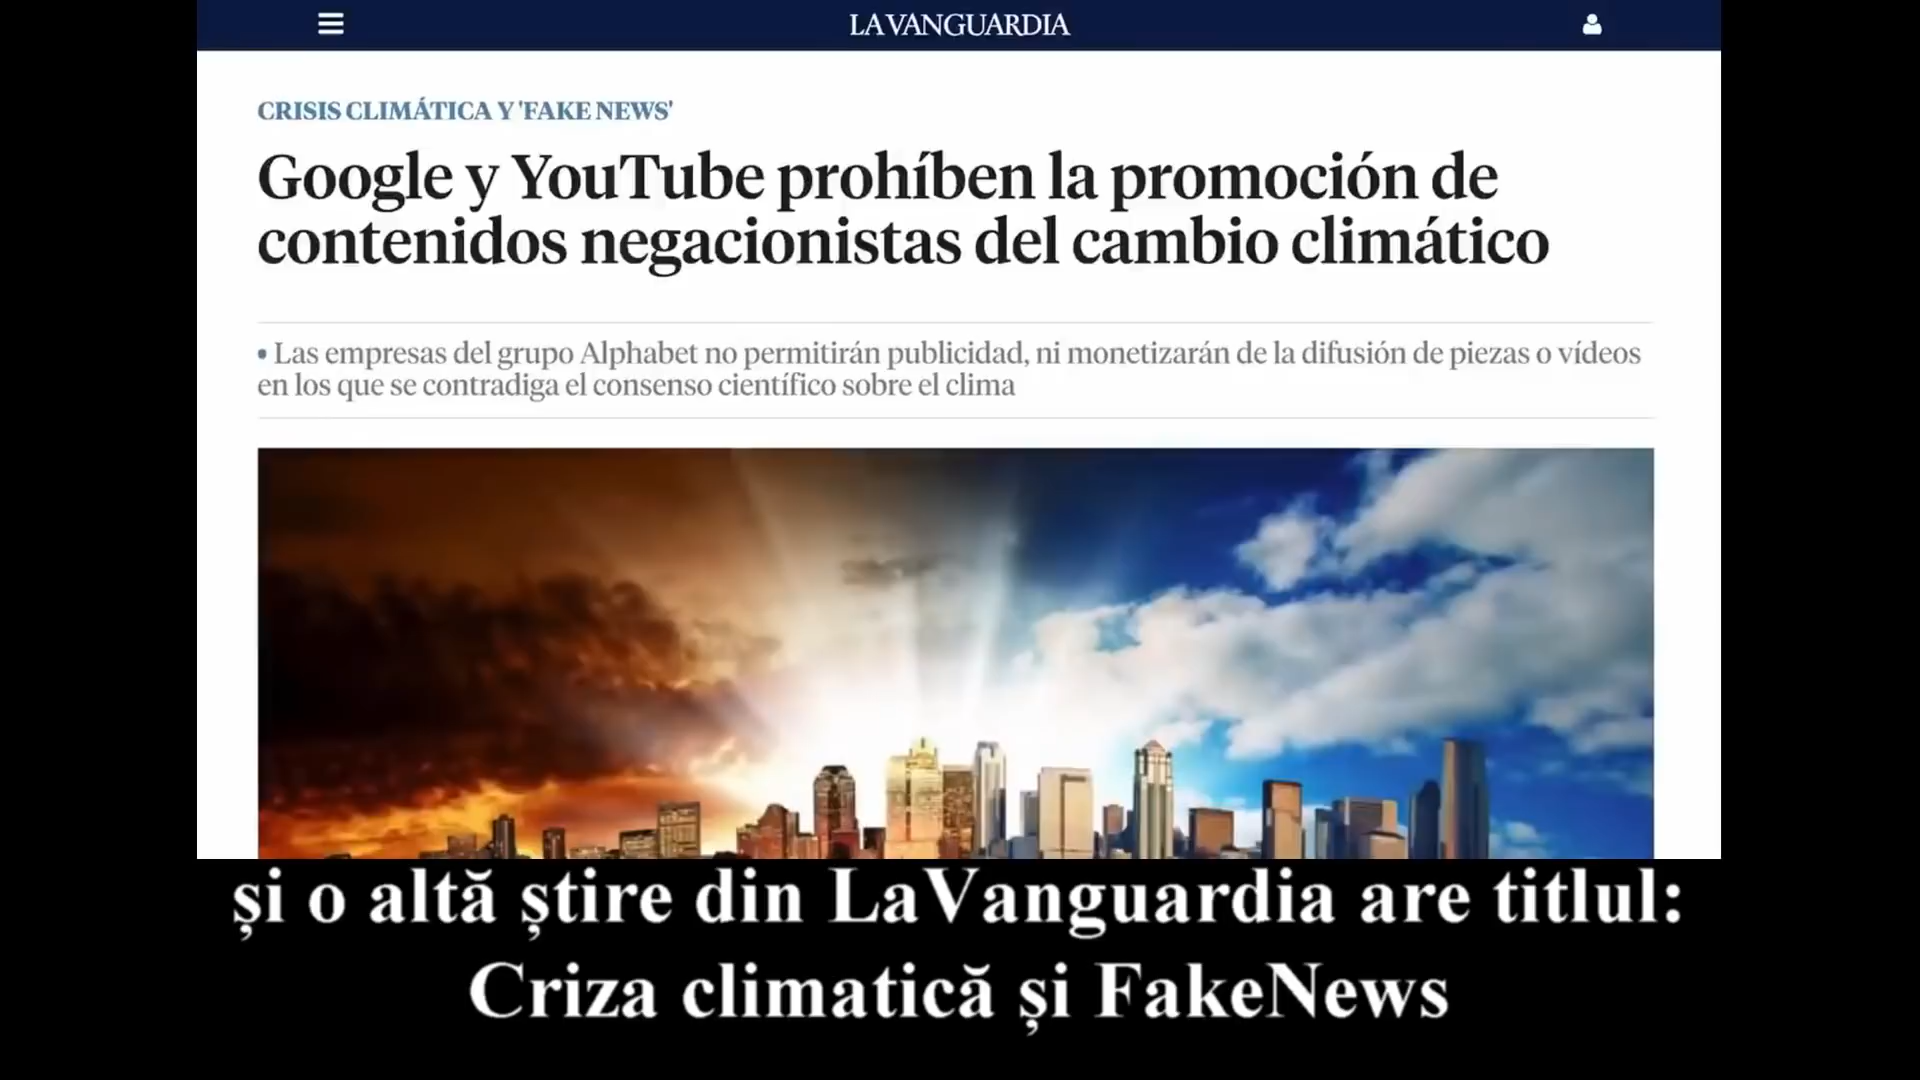 LA VANGUARDIA
CRISIS CLIMÁTICA Y 'FAKE NEWS'
Google y YouTube prohíben la promoción de
contenidos negacionistas del cambio climático
• Las empresas del grupo Alphabet no permitirán publicidad, ni monetizarán de la difusión de piezas o vídeos
en los que se contradiga el consenso científico sobre el clima
și o altă știre din LaVanguardia are titlul:
Criza climatică și FakeNews